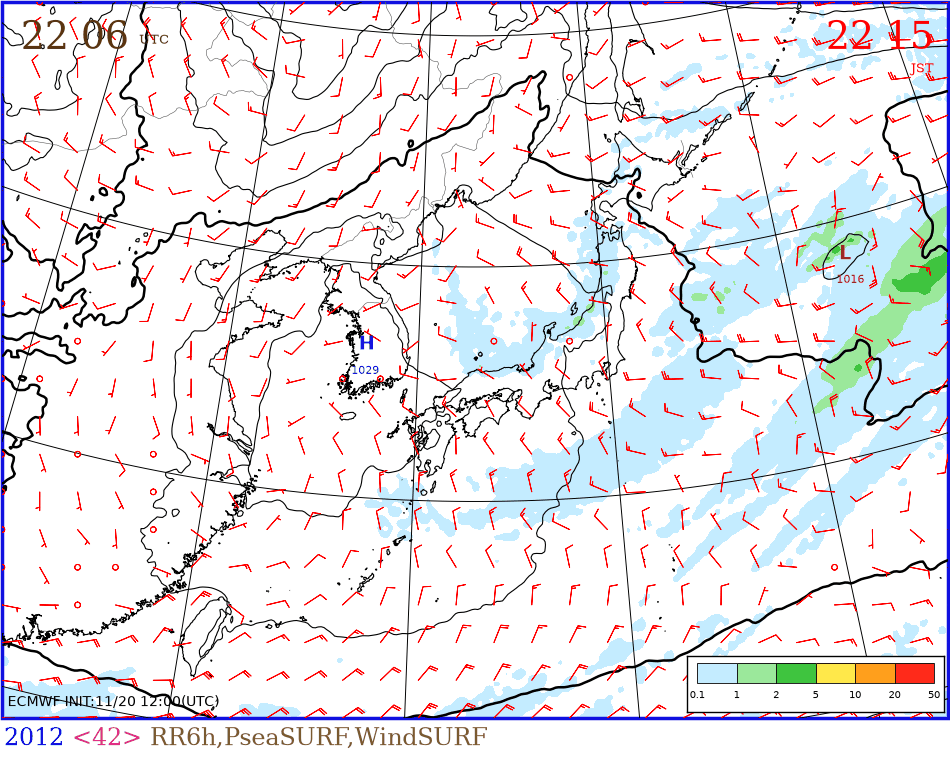 22 06 UTC 22 15
JST
L
1016
H
1029
0.1 1 2 5 10 20 50
ECMWF INIT:11/20 12:00(UTC)
2012 <42> RR6h,PseaSURF,WindSURF